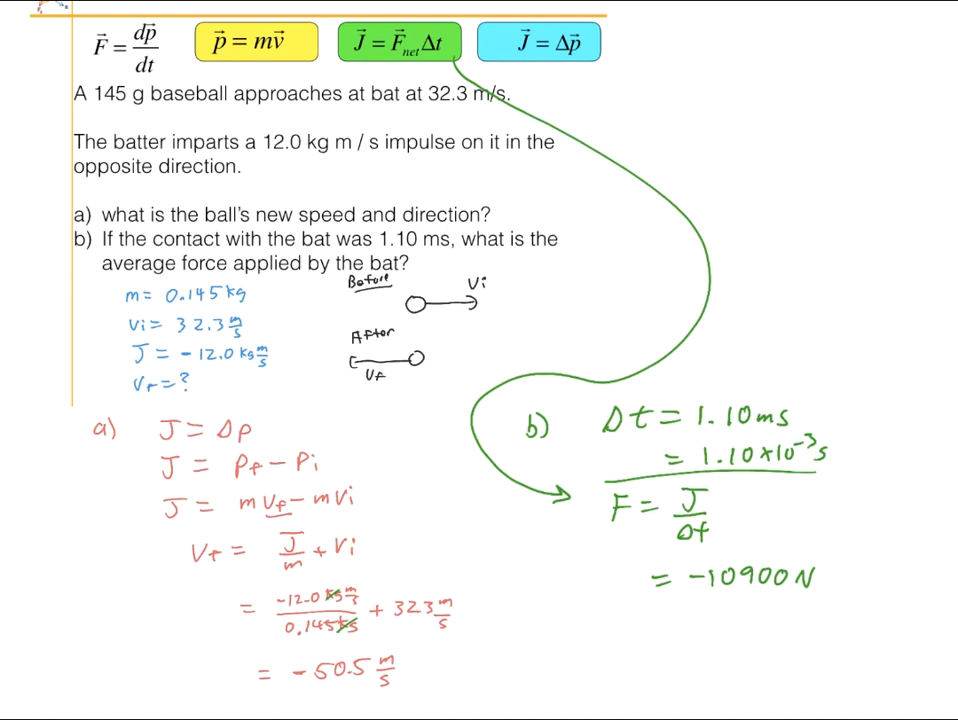 F⃗ = dp⃗/dt   p⃗ = mv⃗   J⃗ = F⃗net Δt   J⃗ = Δp⃗
A 145 g baseball approaches at bat at 32.3 m/s.
The batter imparts a 12.0 kg m / s impulse on it in the
opposite direction.
a) what is the ball's new speed and direction?
b) If the contact with the bat was 1.10 ms, what is the
average force applied by the bat?
m = 0.145 kg
Vi = 32.3 m/s
J = - 12.0 kg m/s
Vf = ?
Before
Vi
After
Vf
a) J = Δp
J = Pf - Pi
J = mVf - mVi
Vf = J/m + Vi
= -12.0 kg m/s / 0.145 kg + 323 m/s
= - 50.5 m/s
b) Δt = 1.10 ms
= 1.10 x 10⁻³ s
F = J/Δt
= -10900 N